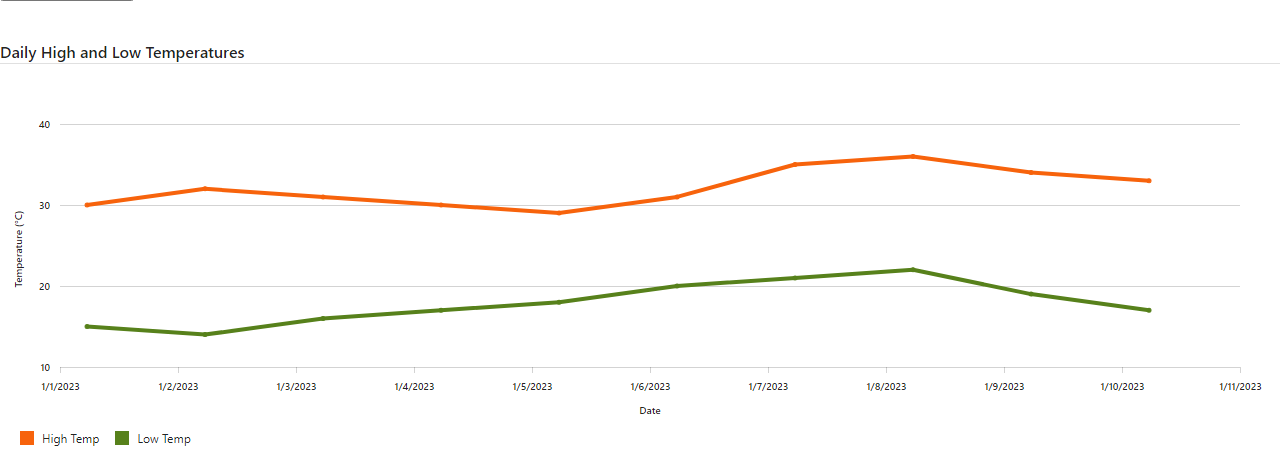 Daily High and Low Temperatures
40
30
20
10
Temperature (°C)
1/1/2023 1/2/2023 1/3/2023 1/4/2023 1/5/2023 1/6/2023 1/7/2023 1/8/2023 1/9/2023 1/10/2023 1/11/2023
Date
High Temp Low Temp